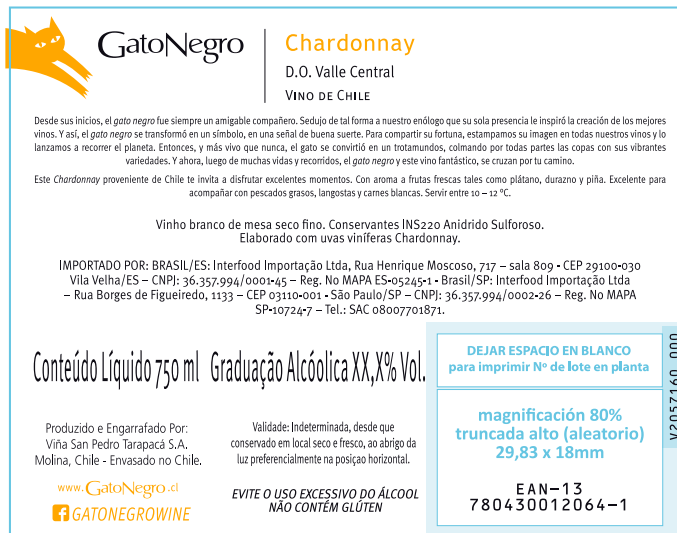 GatoNegro
Chardonnay
D.O. Valle Central
VINO DE CHILE
Desde sus inicios, el gato negro fue siempre un amigable compañero. Sedujo de tal forma a nuestro enólogo que su sola presencia le inspiró la creación de los mejores
vinos. Y así, el gato negro se transformó en un símbolo, en una señal de buena suerte. Para compartir su fortuna, estampamos su imagen en todas nuestros vinos y lo
lanzamos a recorrer el planeta. Entonces, y más vivo que nunca, el gato se convirtió en un trotamundos, colmando por todas partes las copas con sus vibrantes
variedades. Y ahora, luego de muchas vidas y recorridos, el gato negro y este vino fantástico, se cruzan por tu camino.
Este Chardonnay proveniente de Chile te invita a disfrutar excelentes momentos. Con aroma a frutas frescas tales como plátano, durazno y piña. Excelente para
acompañar con pescados grasos, langostas y carnes blancas. Servir entre 10 – 12 °C.
Vinho branco de mesa seco fino. Conservantes INS220 Anidrido Sulforoso.
Elaborado com uvas viníferas Chardonnay.
IMPORTADO POR: BRASIL/ES: Interfood Importação Ltda, Rua Henrique Moscoso, 717 – sala 809 - CEP 29100-030
Vila Velha/ES – CNPJ: 36.357.994/0001-45 – Reg. No MAPA ES-05245-1 - Brasil/SP: Interfood Importação Ltda
– Rua Borges de Figueiredo, 1133 – CEP 03110-001 - São Paulo/SP – CNPJ: 36.357.994/0002-26 – Reg. No MAPA
SP-10724-7 – Tel.: SAC 08007701871.
Conteúdo Líquido 750 ml Graduação Alcóolica XX,X% Vol.
Produzido e Engarrafado Por:
Viña San Pedro Tarapacá S.A.
Molina, Chile - Envasado no Chile.
www.GatoNegro.cl
GATONEGROWINE
Validade: Indeterminada, desde que
conservado em local seco e fresco, ao abrigo da
luz preferencialmente na posiçao horizontal.
EVITE O USO EXCESSIVO DO ÁLCOOL
NÃO CONTÉM GLÚTEN
DEJAR ESPACIO EN BLANCO
para imprimir Nº de lote en planta
magnificación 80%
truncada alto (aleatorio)
29,83 x 18mm
EAN-13
780430012064-1
V2057160 000